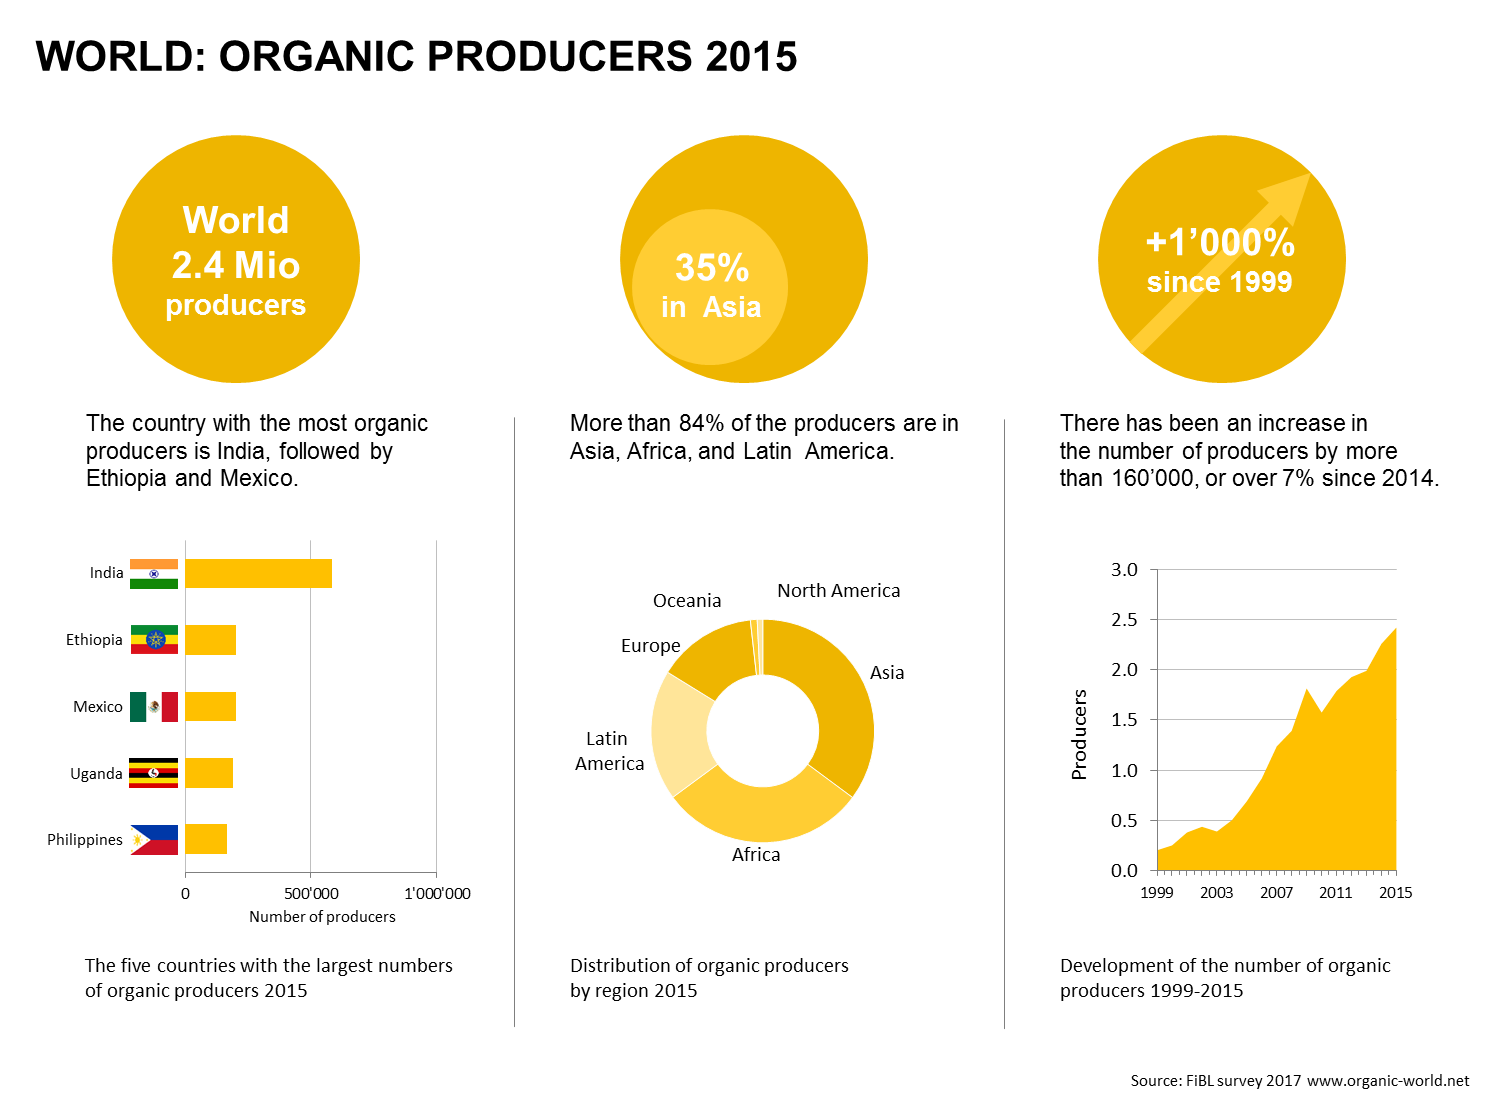 WORLD: ORGANIC PRODUCERS 2015
World
2.4 Mio
producers
35%
in Asia
+1’000%
since 1999
The country with the most organic
producers is India, followed by
Ethiopia and Mexico.
More than 84% of the producers are in
Asia, Africa, and Latin America.
There has been an increase in
the number of producers by more
than 160’000, or over 7% since 2014.
India
Ethiopia
Mexico
Uganda
Philippines
0 500'000 1'000'000
Number of producers
The five countries with the largest numbers
of organic producers 2015
North America
Oceania
Europe
Asia
Latin
America
Africa
Distribution of organic producers
by region 2015
3.0
2.5
2.0
1.5
1.0
0.5
0.0
Producers
1999 2003 2007 2011 2015
Development of the number of organic
producers 1999-2015
Source: FiBL survey 2017 www.organic-world.net